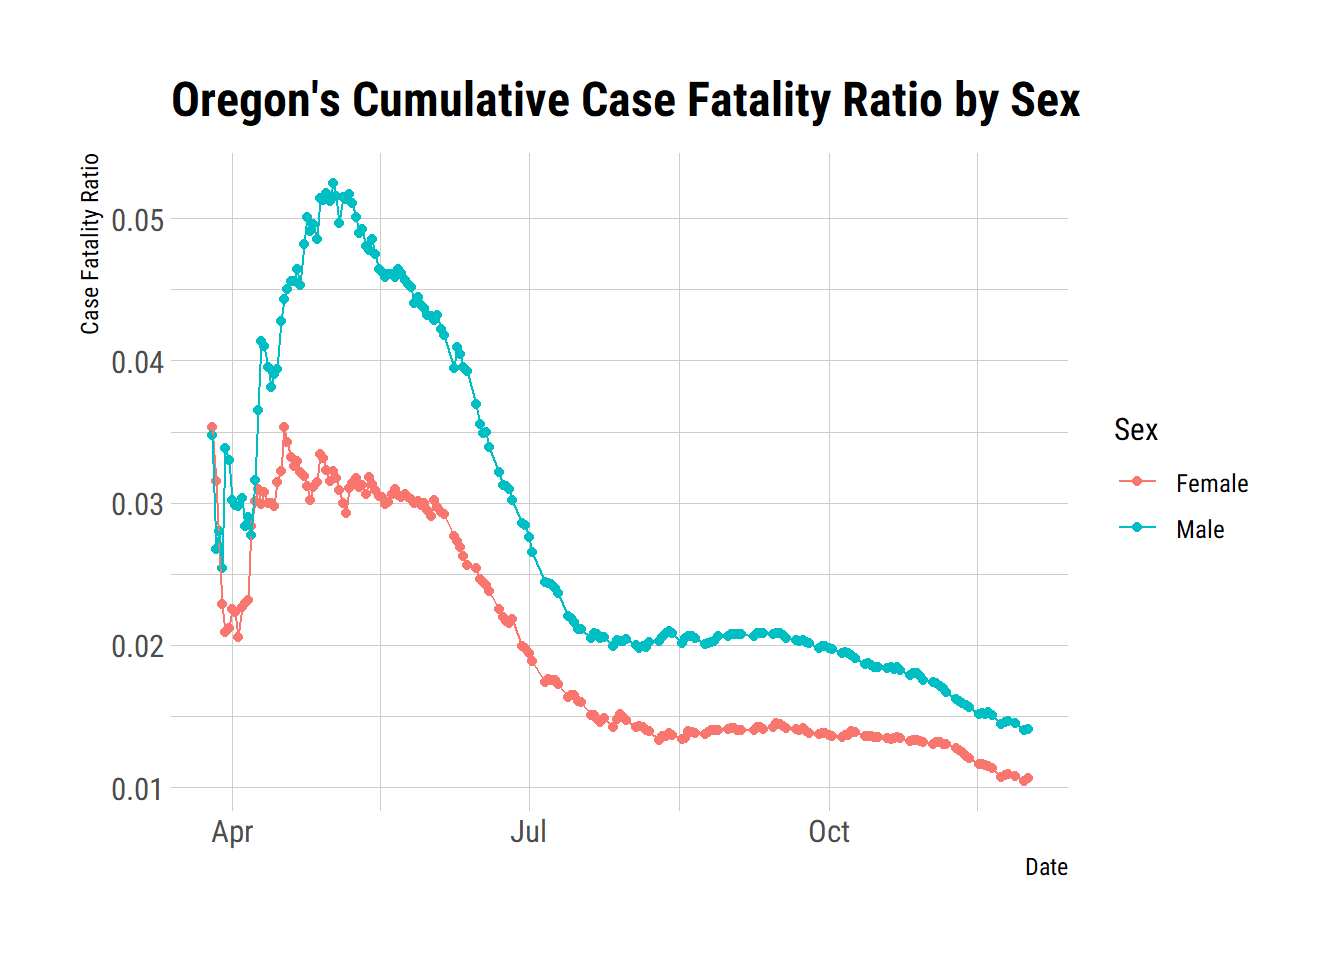 Oregon's Cumulative Case Fatality Ratio by Sex
Case Fatality Ratio
0.05
0.04
0.03
0.02
0.01
Apr
Jul
Oct
Date
Sex
Female
Male